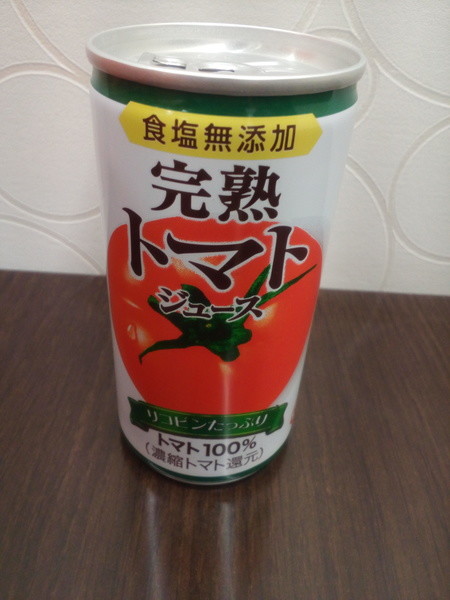 食塩無添加
完熟
トマト
ジュース
リコピンたっぷり
トマト100%
(濃縮トマト還元)